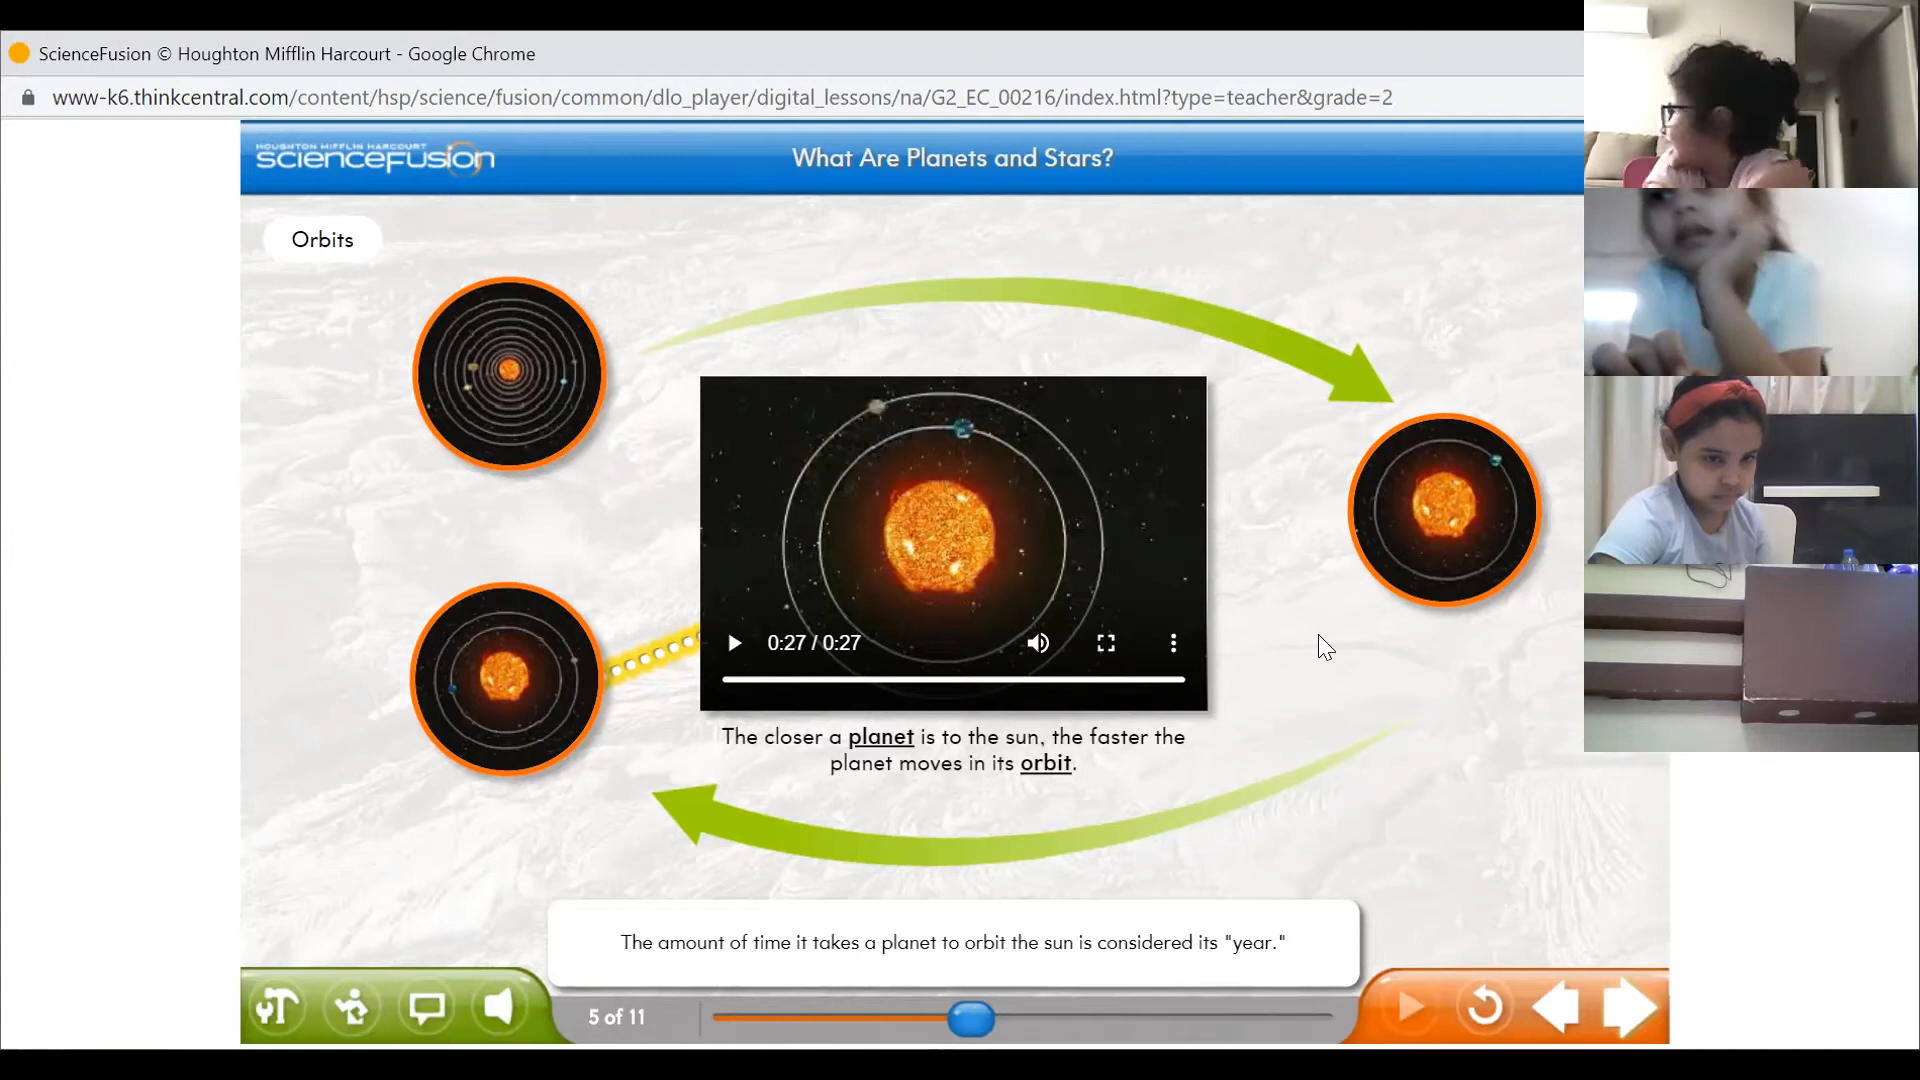 ScienceFusion © Houghton Mifflin Harcourt - Google Chrome
www-k6.thinkcentral.com/content/hsp/science/fusion/common/dlo_player/digital_lessons/na/G2_EC_00216/index.html?type=teacher&grade=2
HOUGHTON MIFFLIN HARCOURT
SCIENCEFUSION
What Are Planets and Stars?
Orbits
0:27 / 0:27
The closer a planet is to the sun, the faster the
planet moves in its orbit.
The amount of time it takes a planet to orbit the sun is considered its "year."
5 of 11